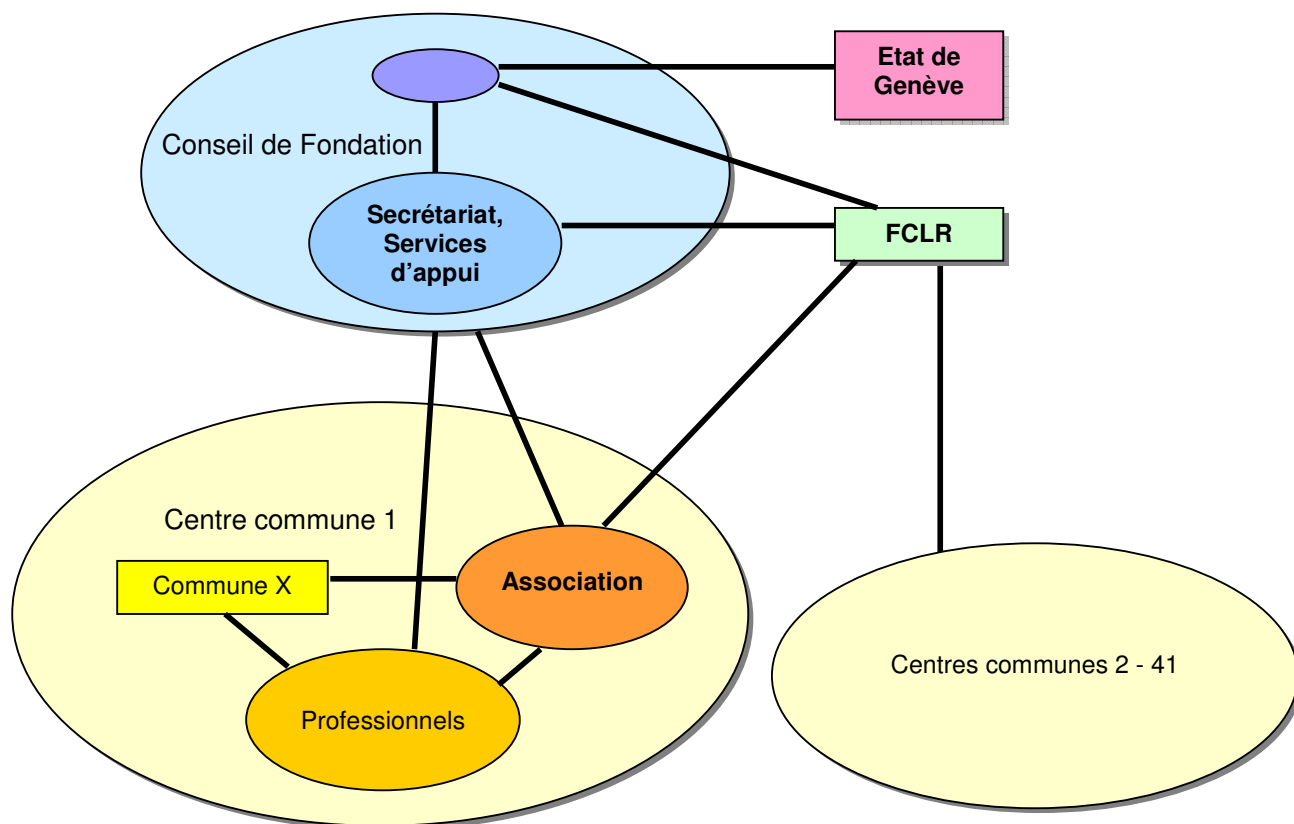 Etat de
Genève
Conseil de Fondation
Secrétariat,
Services
d'appui
FCLR
Centre commune 1
Commune X
Association
Centres communes 2 - 41
Professionnels